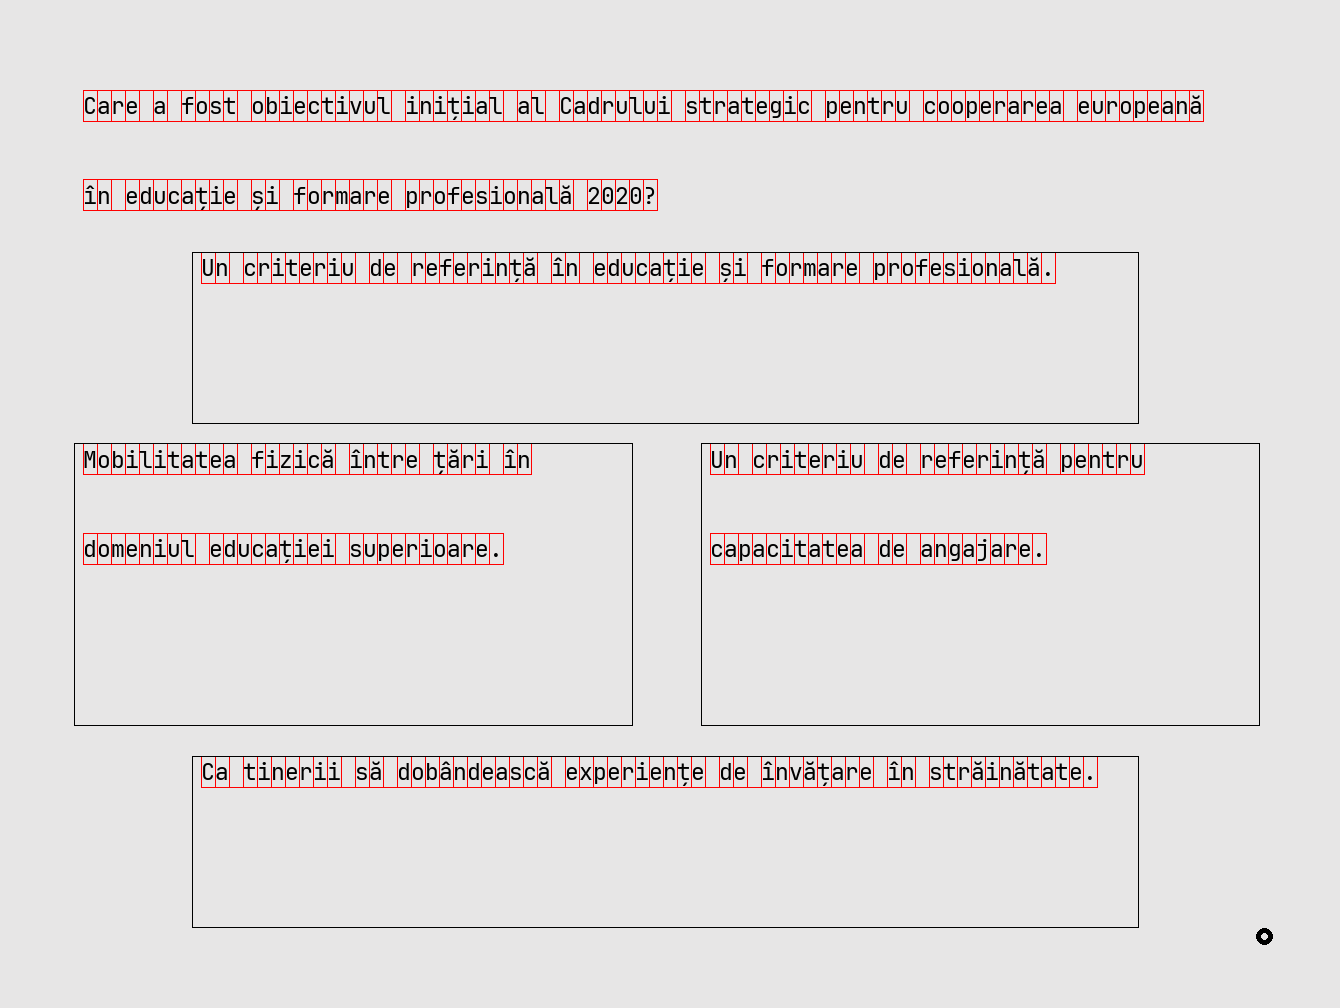 Care a fost obiectivul inițial al Cadrului strategic pentru cooperarea europeană
în educație și formare profesională 2020?
Un criteriu de referință în educație și formare profesională.
Mobilitatea fizică între țări în
domeniul educației superioare.
Un criteriu de referință pentru
capacitatea de angajare.
Ca tinerii să dobândească experiențe de învățare în străinătate.